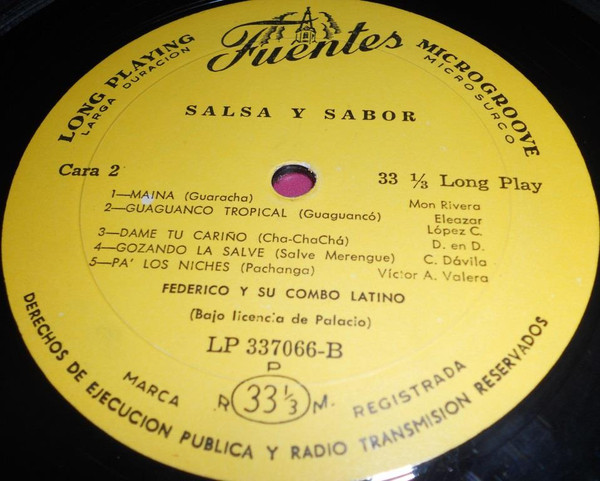 Fuentes
LONG PLAYING
LARGA DURACIÓN
MICROGROOVE
MICROSURCO
SALSA Y SABOR
Cara 2
33 ⅓ Long Play
1—MAINA (Guaracha) Mon Rivera
2—GUAGUANCO TROPICAL (Guaguancó) Eleazar
López C.
3—DAME TU CARIÑO (Cha-ChaChá) D. en D.
4—GOZANDO LA SALVE (Salve Merengue) C. Dávila
5—PA' LOS NICHES (Pachanga) Víctor A. Valera
FEDERICO Y SU COMBO LATINO
(Bajo licencia de Palacio)
LP 337066-B
MARCA R.P.M. REGISTRADA
33 ⅓
DERECHOS DE EJECUCION PUBLICA Y RADIO TRANSMISION RESERVADOS